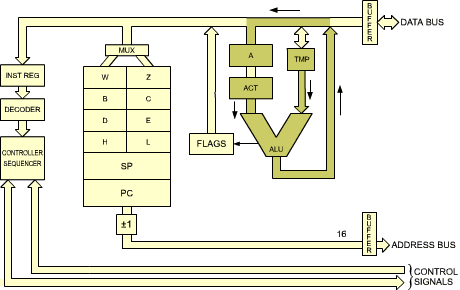 BUFFER
DATA BUS
MUX
A
TMP
INST REG
W Z
ACT
B C
DECODER
D E
ALU
H L
FLAGS
CONTROLLER
SEQUENCER
SP
PC
±1
16
BUFFER
ADDRESS BUS
CONTROL
SIGNALS